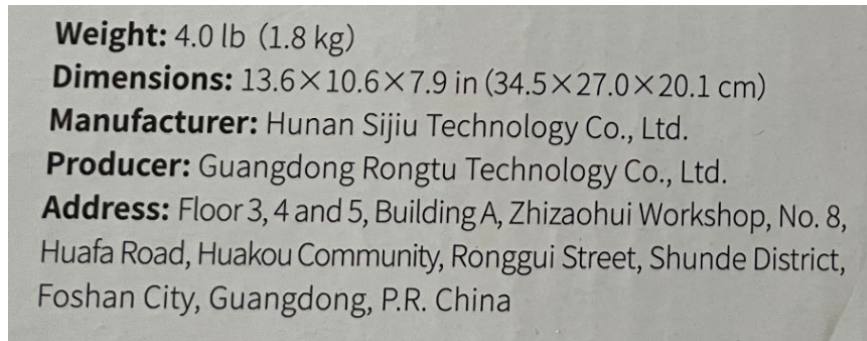 Weight: 4.0 lb (1.8 kg)
Dimensions: 13.6×10.6×7.9 in (34.5×27.0×20.1 cm)
Manufacturer: Hunan Sijiu Technology Co., Ltd.
Producer: Guangdong Rongtu Technology Co., Ltd.
Address: Floor 3, 4 and 5, Building A, Zhizaohui Workshop, No. 8,
Huafa Road, Huakou Community, Ronggui Street, Shunde District,
Foshan City, Guangdong, P.R. China